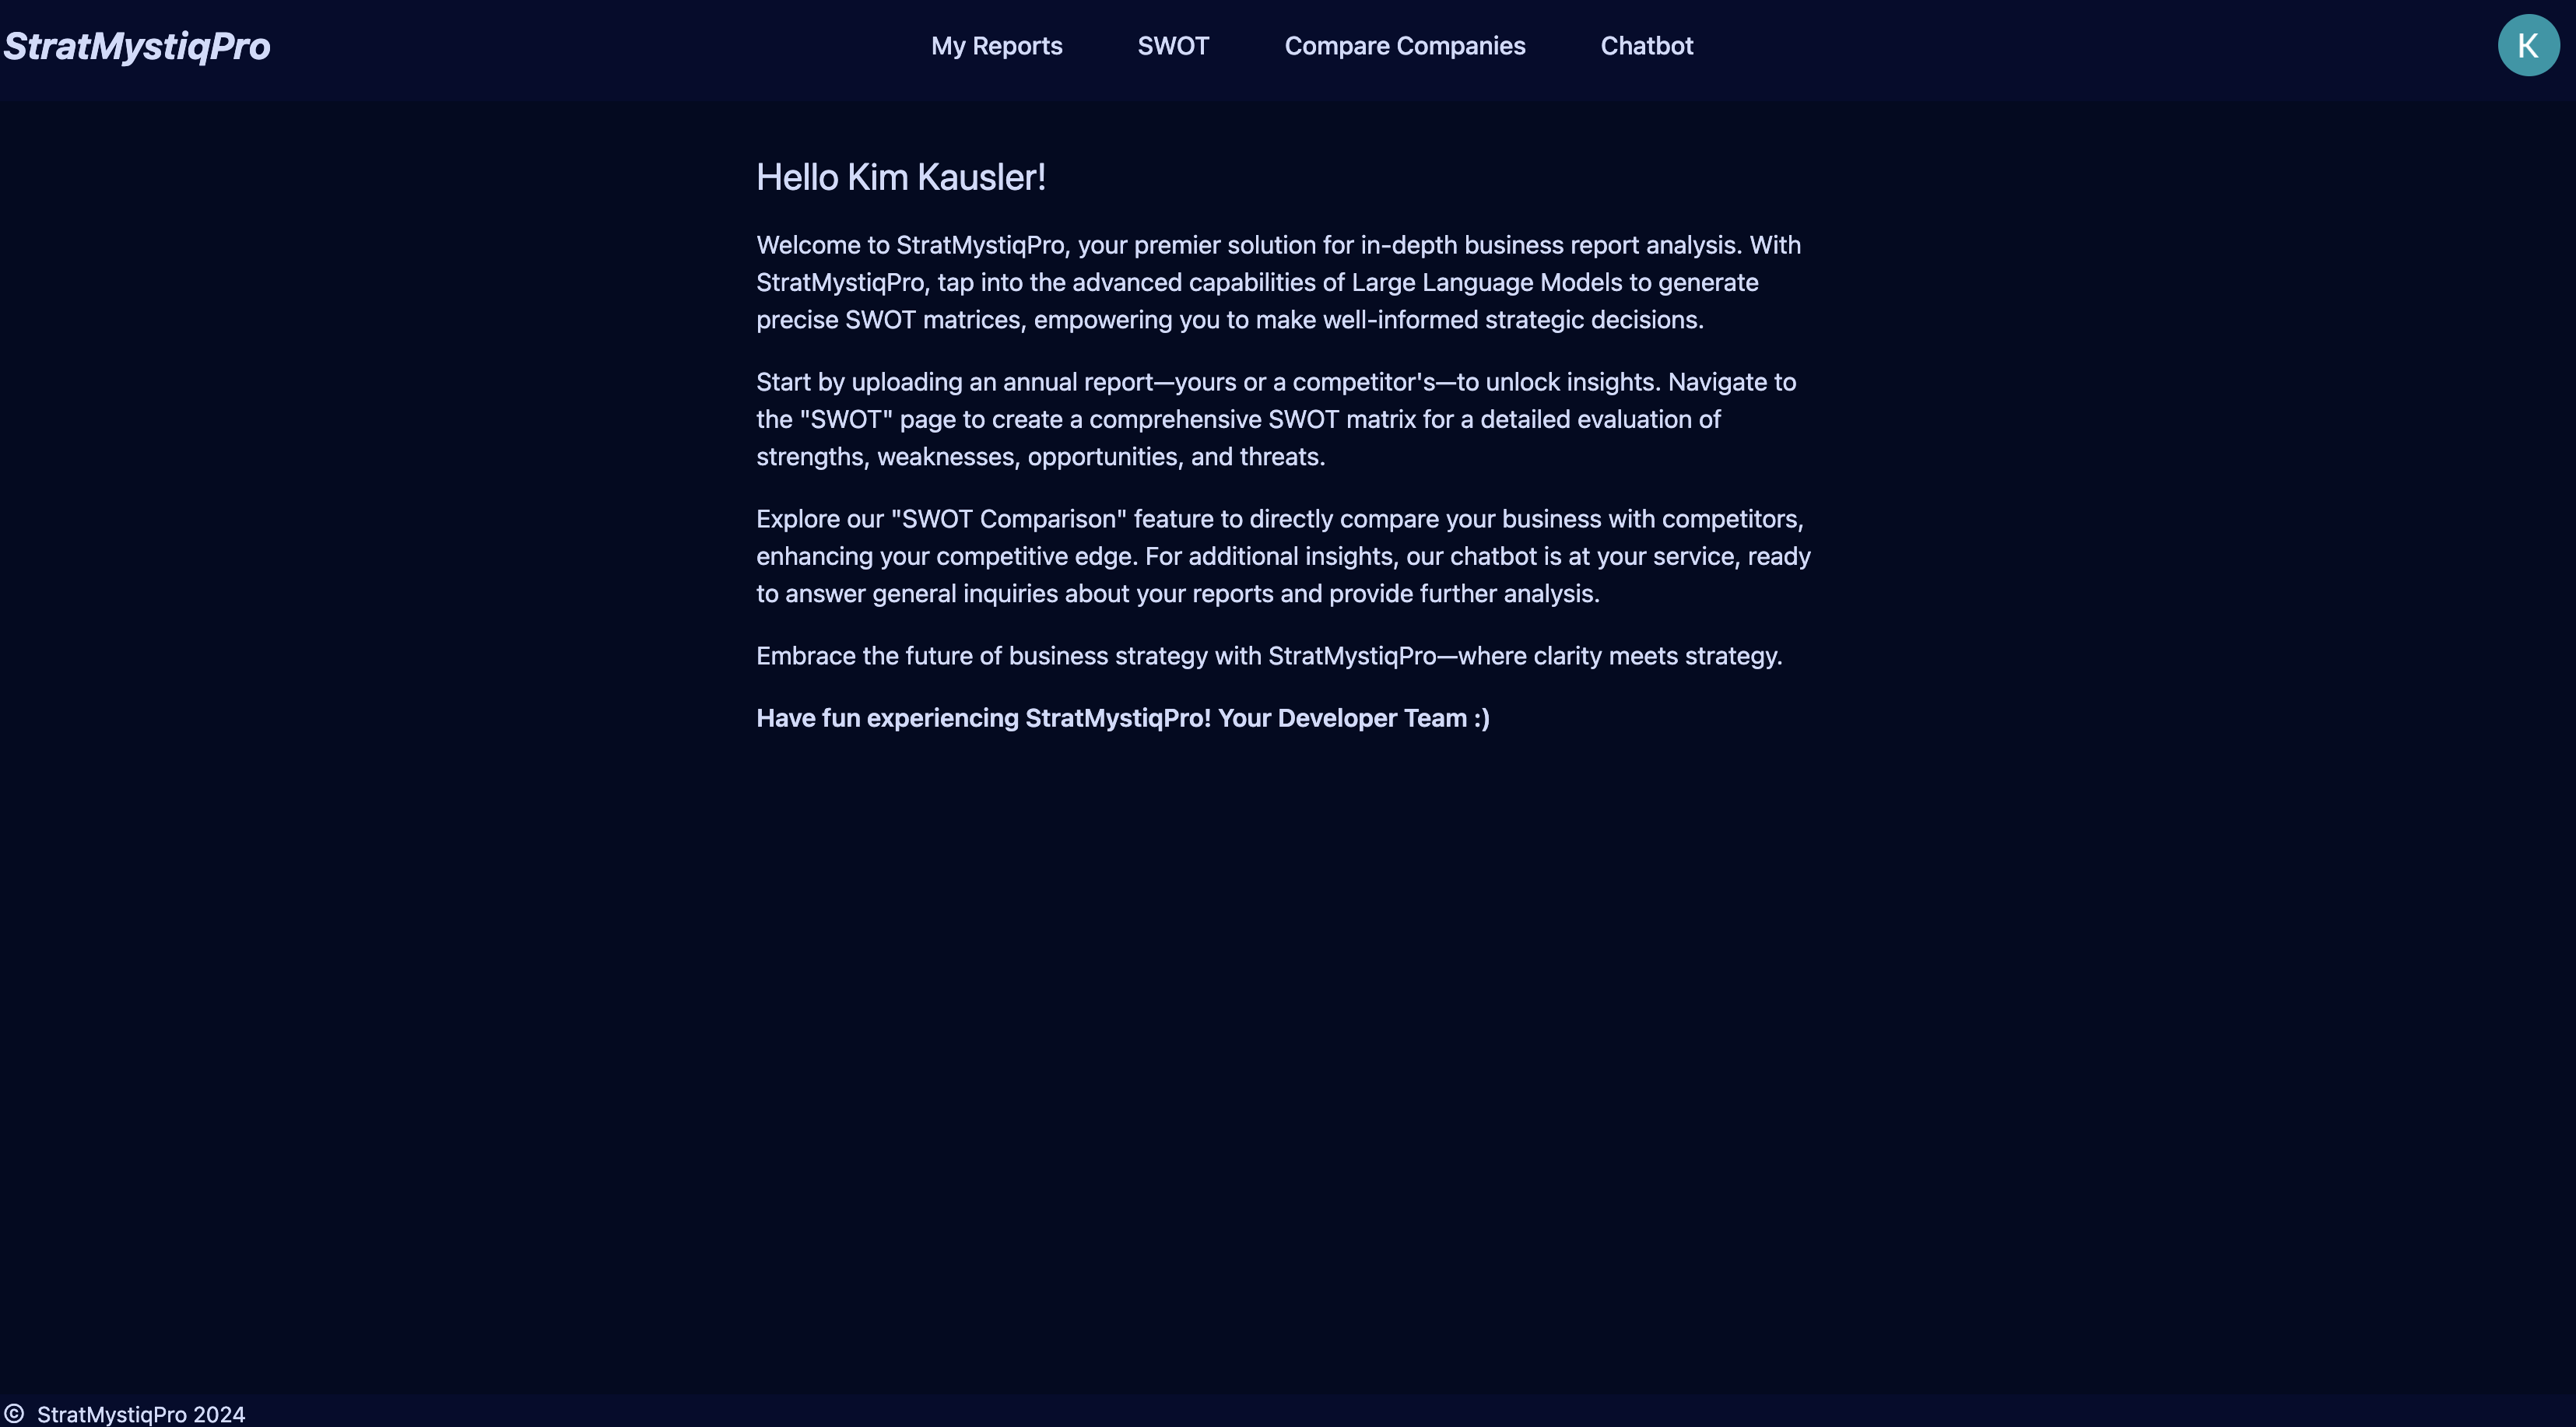 StratMystiqPro
My Reports
SWOT
Compare Companies
Chatbot
K
Hello Kim Kausler!
Welcome to StratMystiqPro, your premier solution for in-depth business report analysis. With
StratMystiqPro, tap into the advanced capabilities of Large Language Models to generate
precise SWOT matrices, empowering you to make well-informed strategic decisions.
Start by uploading an annual report—yours or a competitor's—to unlock insights. Navigate to
the "SWOT" page to create a comprehensive SWOT matrix for a detailed evaluation of
strengths, weaknesses, opportunities, and threats.
Explore our "SWOT Comparison" feature to directly compare your business with competitors,
enhancing your competitive edge. For additional insights, our chatbot is at your service, ready
to answer general inquiries about your reports and provide further analysis.
Embrace the future of business strategy with StratMystiqPro—where clarity meets strategy.
Have fun experiencing StratMystiqPro! Your Developer Team :)
© StratMystiqPro 2024